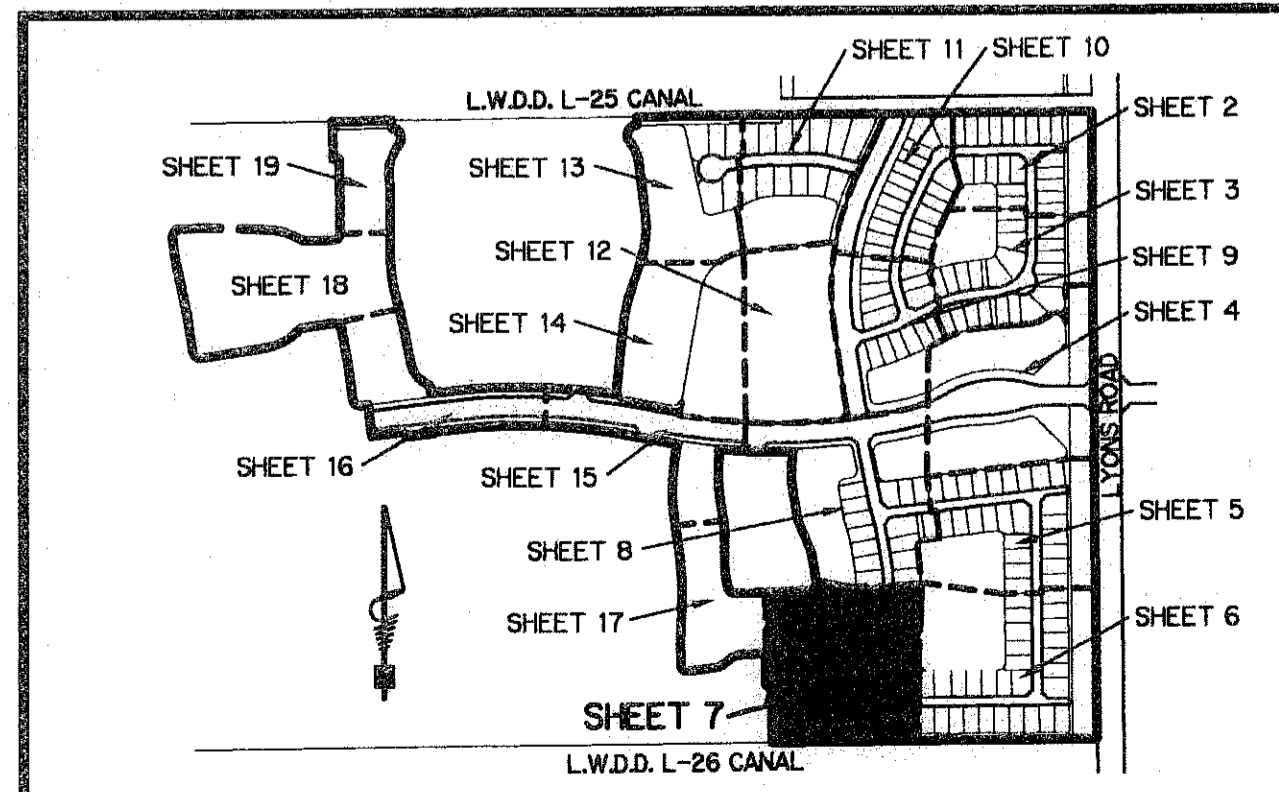 SHEET 11
SHEET 10
L.W.D.D. L-25 CANAL
SHEET 2
SHEET 19
SHEET 13
SHEET 3
SHEET 12
SHEET 9
SHEET 18
SHEET 4
SHEET 14
LYONS ROAD
SHEET 16
SHEET 15
SHEET 5
SHEET 8
SHEET 17
SHEET 6
SHEET 7
L.W.D.D. L-26 CANAL